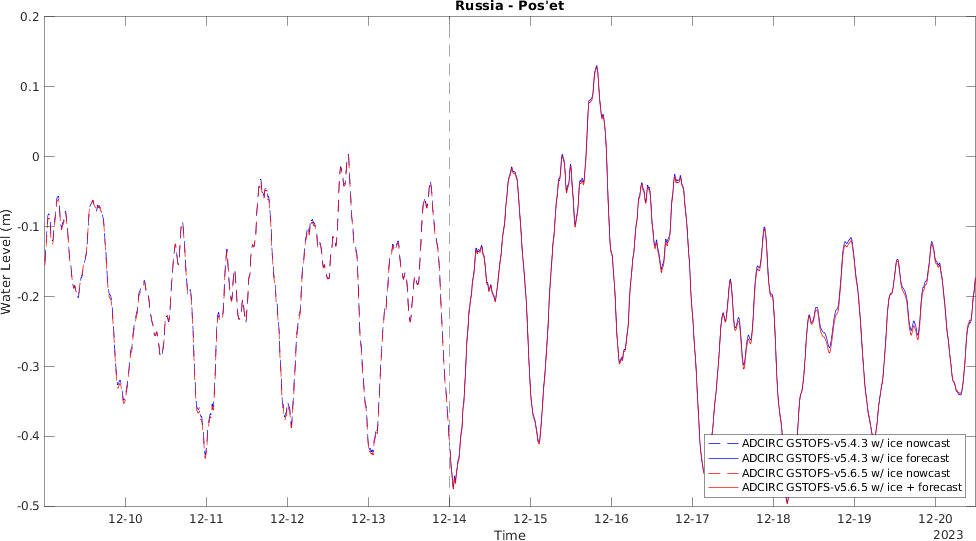 Russia - Pos'et
0.2
0.1
0
-0.1
-0.2
-0.3
-0.4
-0.5
Water Level (m)
ADCIRC GSTOFS-v5.4.3 w/ ice nowcast
ADCIRC GSTOFS-v5.4.3 w/ ice forecast
ADCIRC GSTOFS-v5.6.5 w/ ice nowcast
ADCIRC GSTOFS-v5.6.5 w/ ice + forecast
12-10 12-11 12-12 12-13 12-14 12-15 12-16 12-17 12-18 12-19 12-20
Time
2023